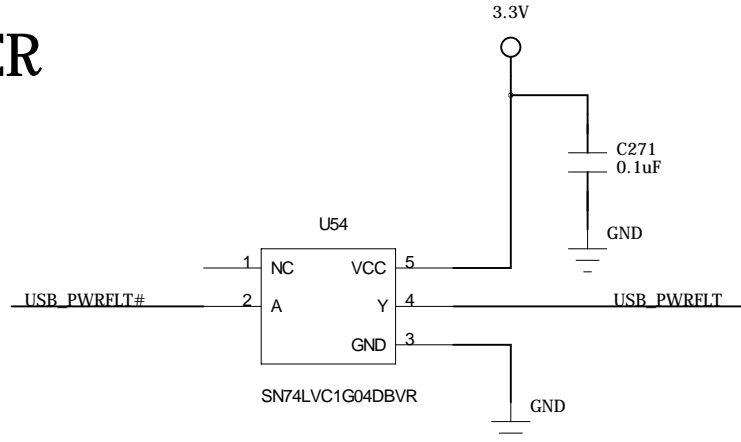 3.3V
ER
C271
0.1uF
GND
U54
1 NC VCC 5
USB_PWRFLT# 2 A Y 4 USB_PWRFLT
GND 3
SN74LVC1G04DBVR
GND